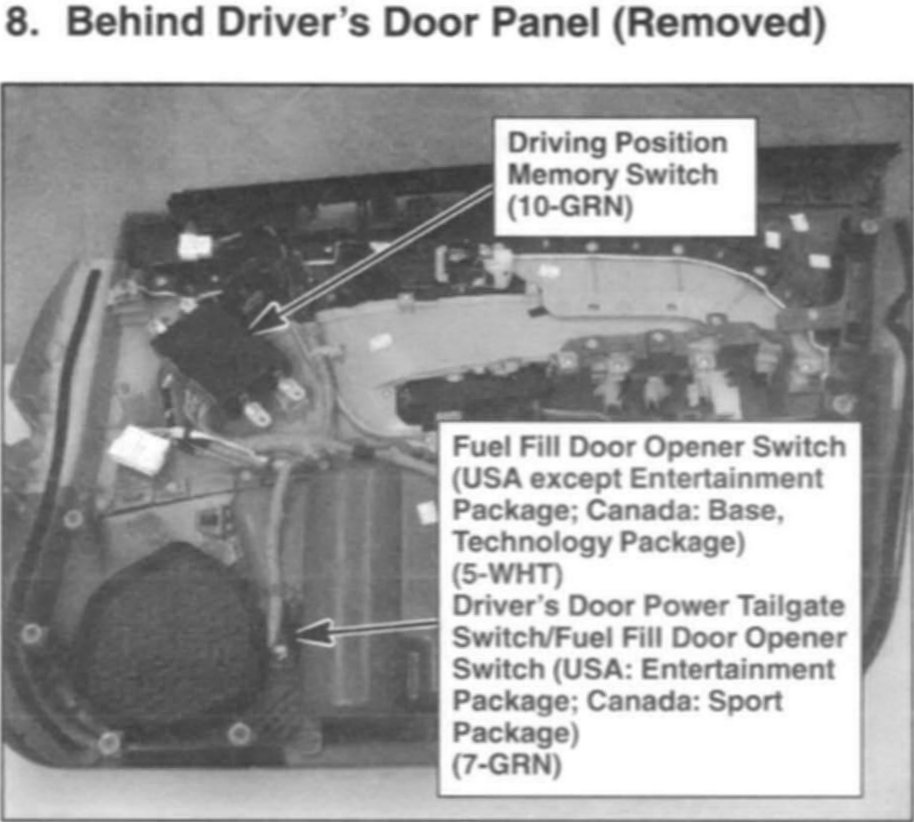 8. Behind Driver's Door Panel (Removed)
Driving Position
Memory Switch
(10-GRN)
Fuel Fill Door Opener Switch
(USA except Entertainment
Package; Canada: Base,
Technology Package)
(5-WHT)
Driver's Door Power Tailgate
Switch/Fuel Fill Door Opener
Switch (USA: Entertainment
Package; Canada: Sport
Package)
(7-GRN)